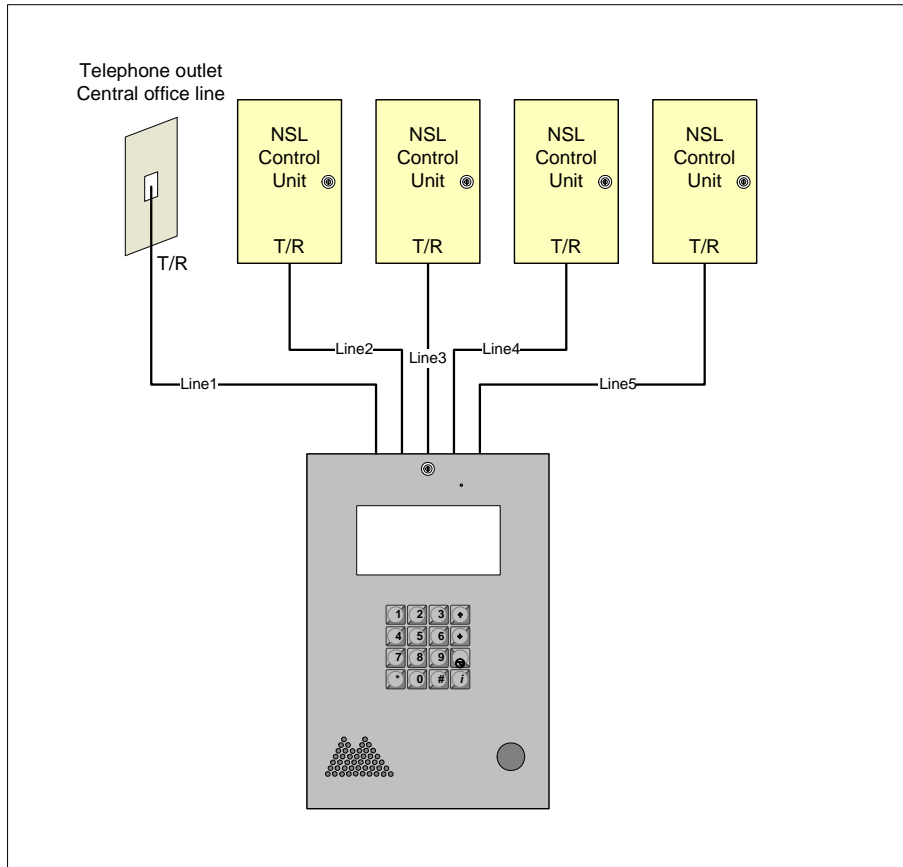 Telephone outlet
Central office line
NSL
Control
Unit
T/R
NSL
Control
Unit
T/R
NSL
Control
Unit
T/R
NSL
Control
Unit
T/R
T/R
Line1
Line2
Line3
Line4
Line5
1 2 3
4 5 6
7 8 9
* 0 # i